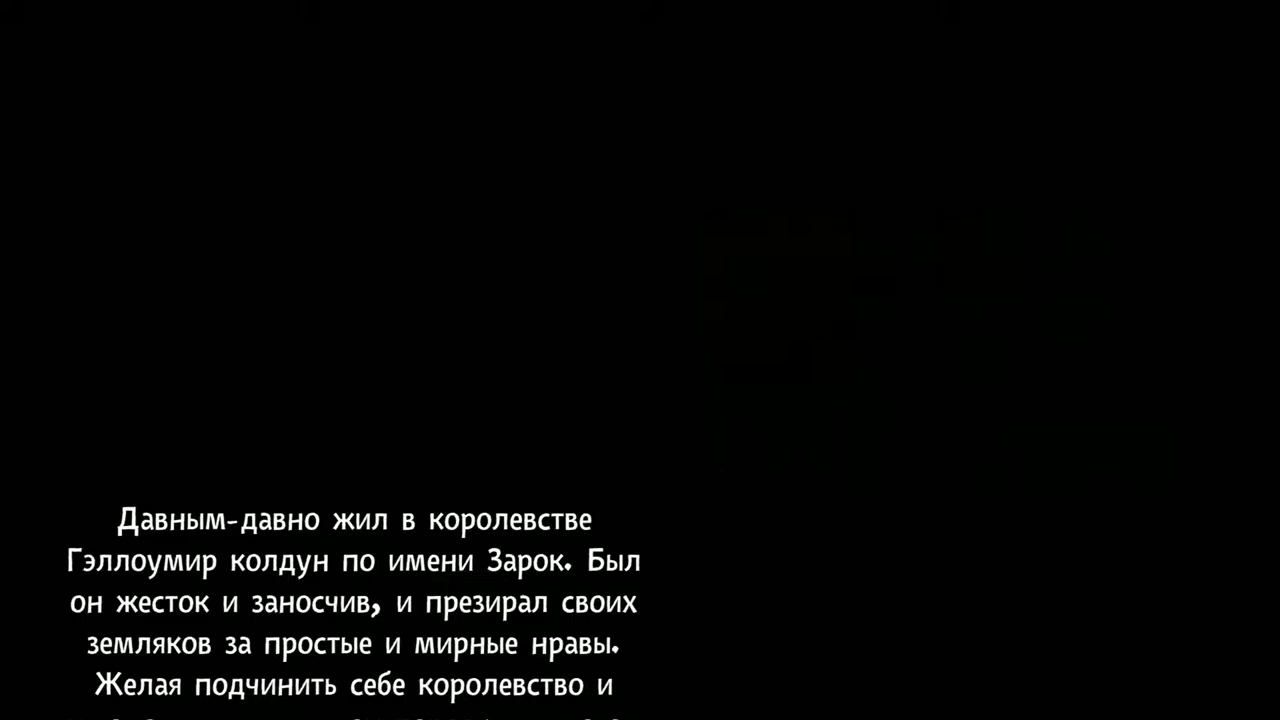 Давным-давно жил в королевстве
Гэллоумир колдун по имени Зарок. Был
он жесток и заносчив, и презирал своих
земляков за простые и мирные нравы.
Желая подчинить себе королевство и